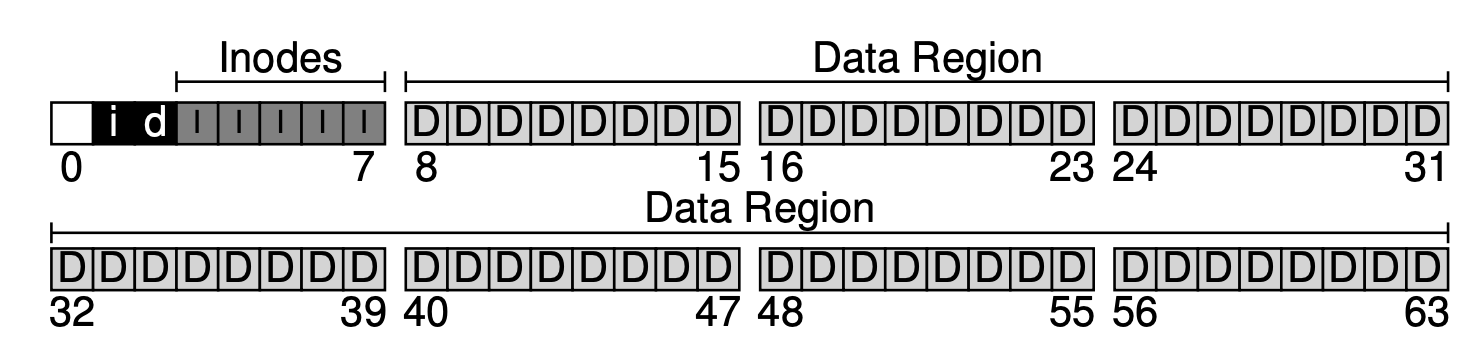 Inodes Data Region
i d I I I I I D D D D D D D D D D D D D D D D D D D D D D D D
0 7 8 15 16 23 24 31
Data Region
D D D D D D D D D D D D D D D D D D D D D D D D D D D D D D D D
32 39 40 47 48 55 56 63